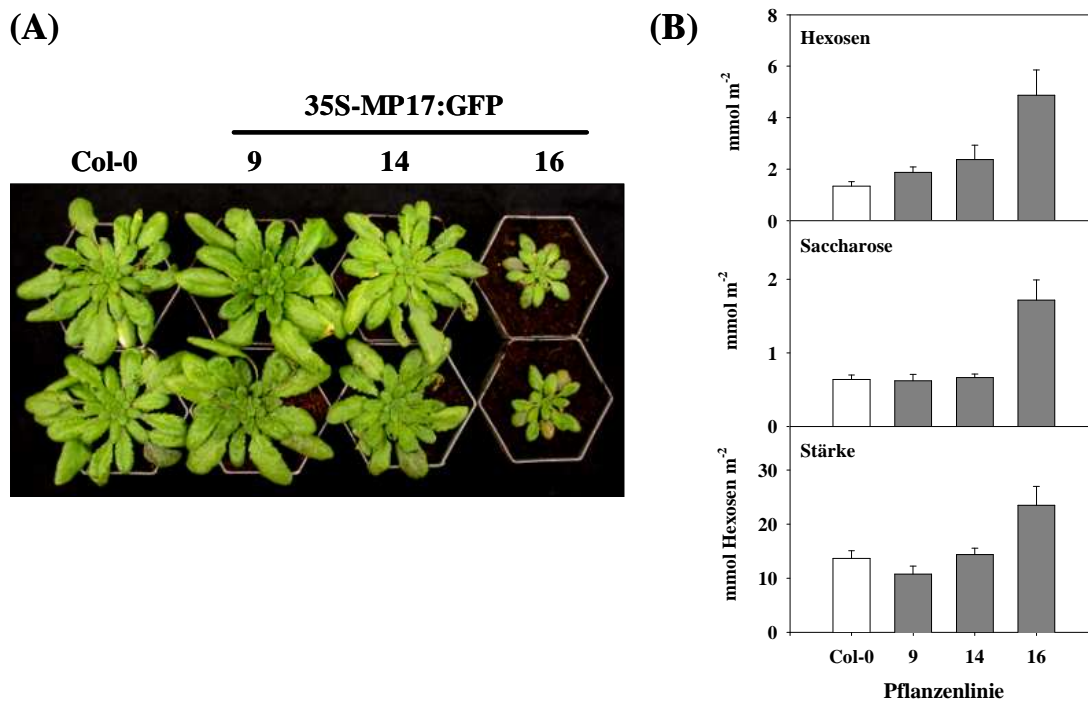 (A)
35S-MP17:GFP
Col-0 9 14 16
(B)
8
Hexosen
6
mmol m-2
4
2
0
Saccharose
2
mmol m-2
1
0
Stärke
30
mmol Hexosen m-2
20
10
0
Col-0 9 14 16
Pflanzenlinie